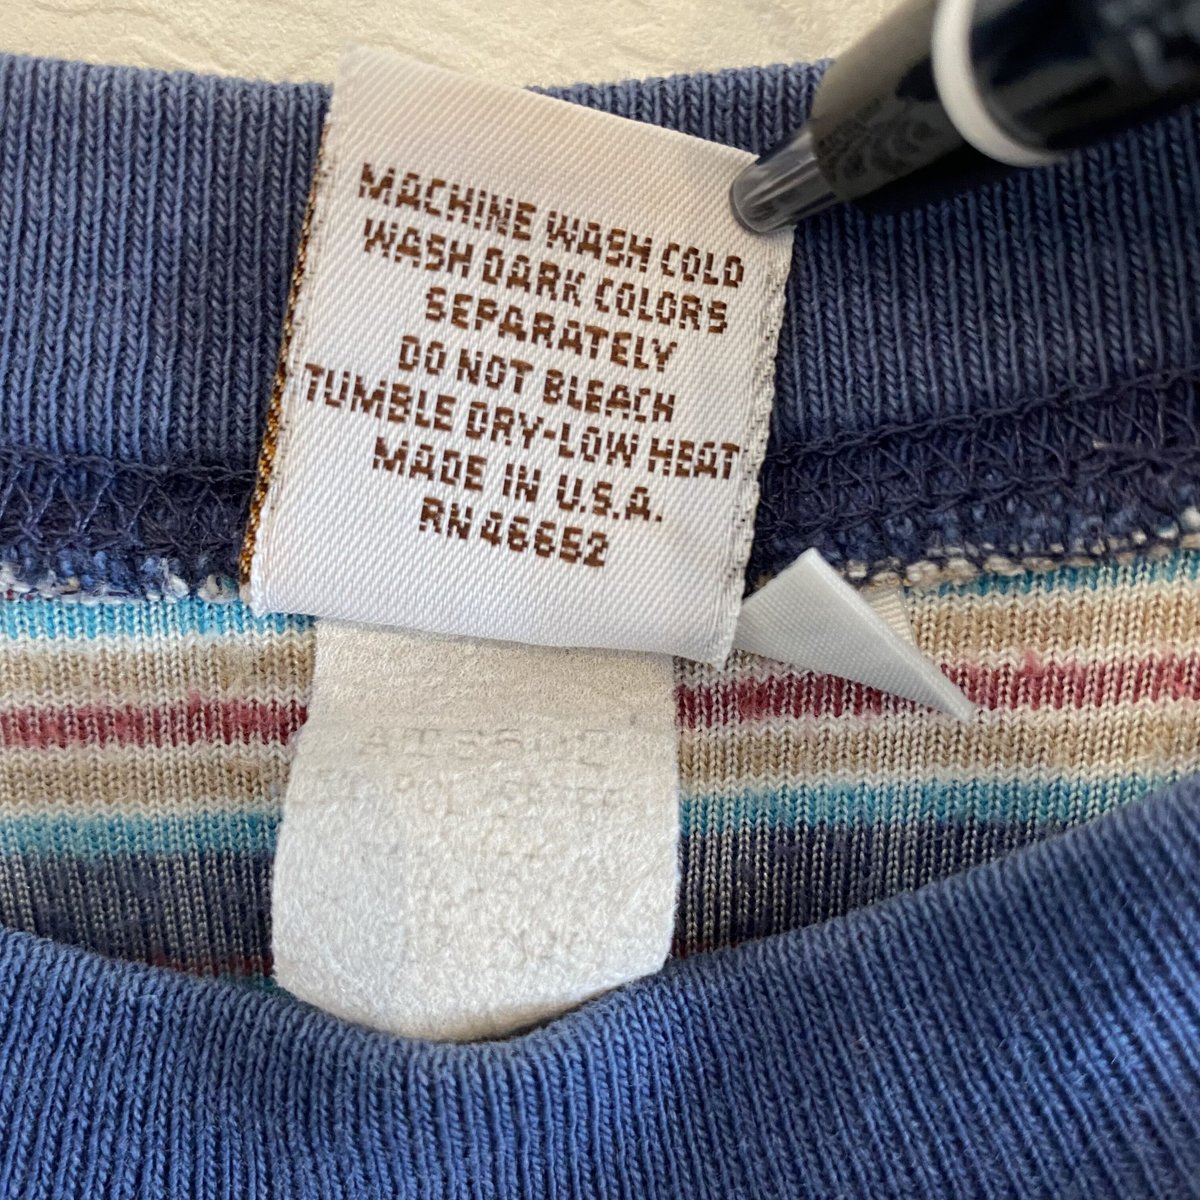 MACHINE WASH COLD
WASH DARK COLORS
SEPARATELY
DO NOT BLEACH
TUMBLE DRY-LOW HEAT
MADE IN U.S.A.
RN 46652